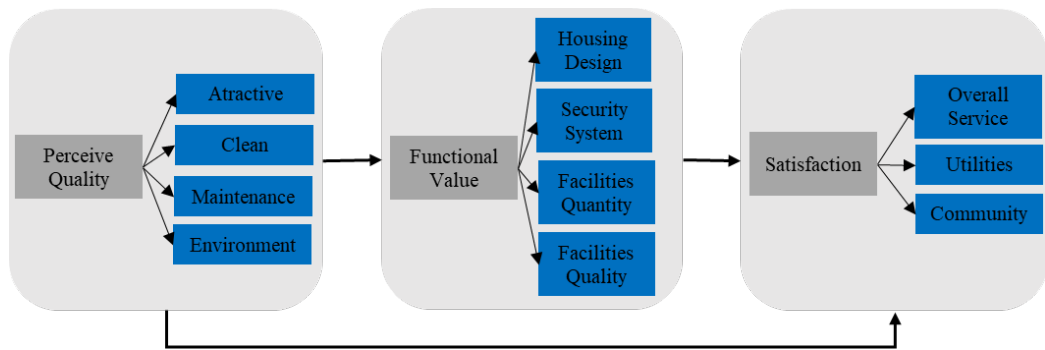 Perceive
Quality
Atractive
Clean
Maintenance
Environment
Functional
Value
Housing
Design
Security
System
Facilities
Quantity
Facilities
Quality
Satisfaction
Overall
Service
Utilities
Community